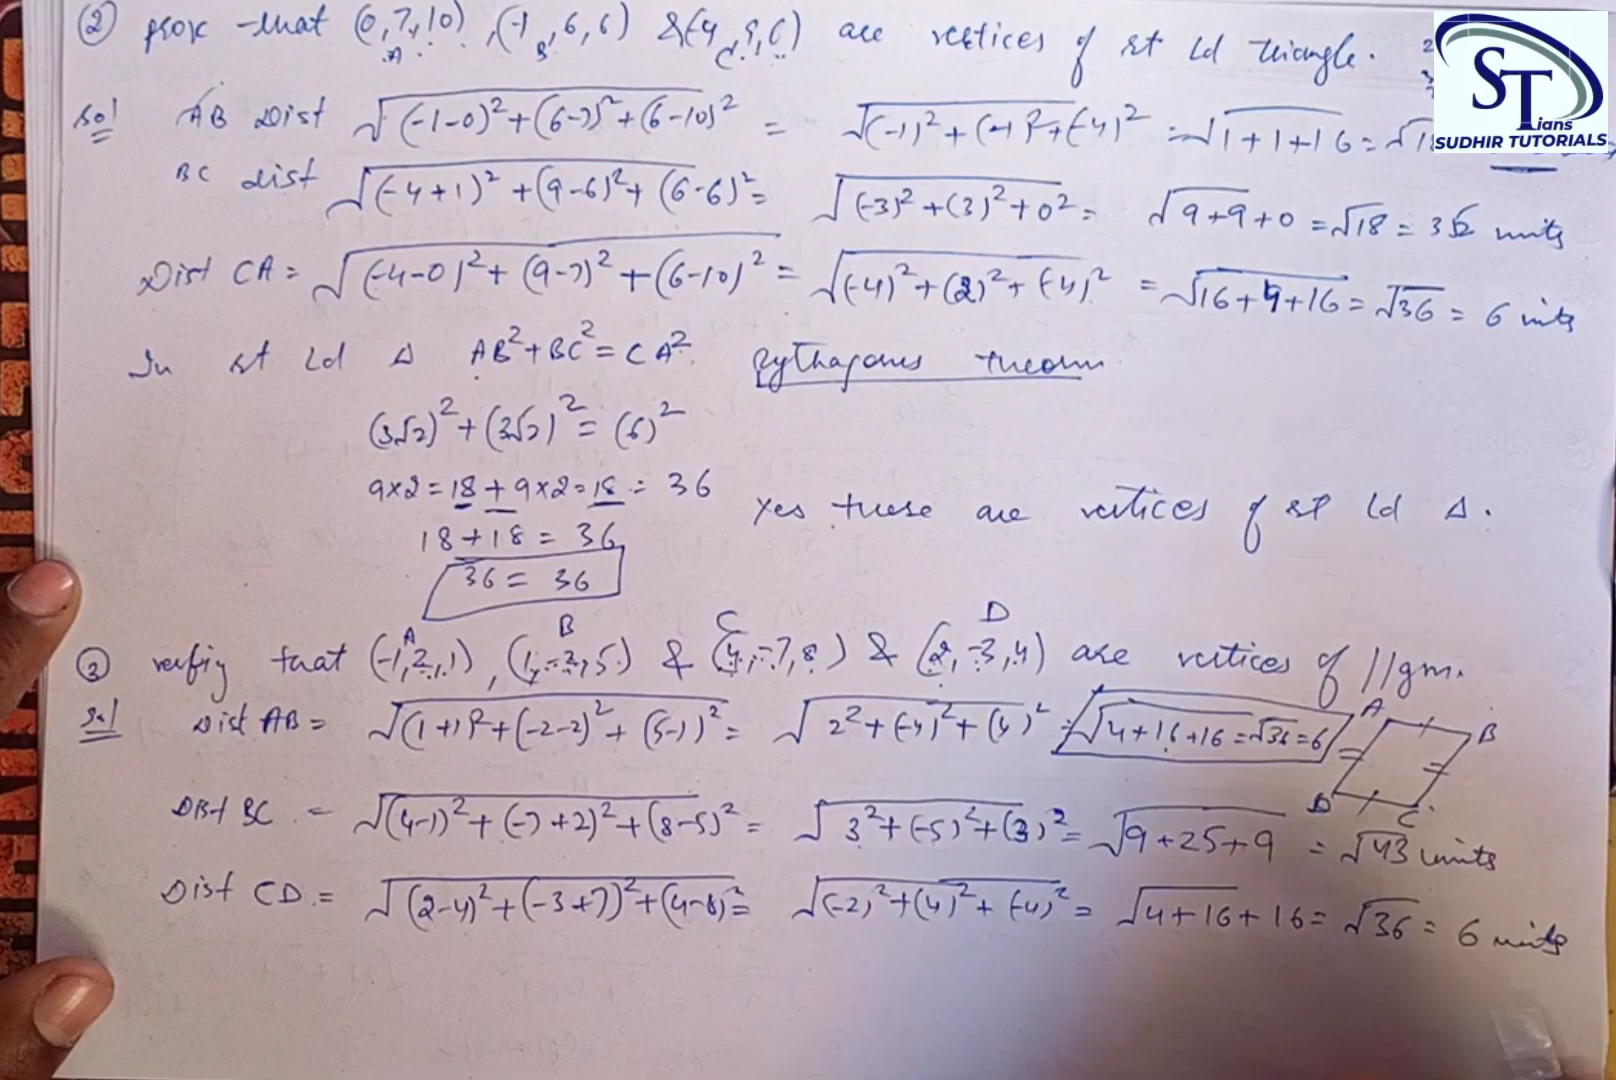 ② prove that (0,7,10), (-1,6,6) & (-4,9,6) are vertices of rt Ld triangle.
A B C
Sol AB Dist √(-1-0)²+(6-7)²+(6-10)² = √(-1)²+(-1)²+(-4)² = √1+1+16 = √1
BC dist √(-4+1)²+(9-6)²+(6-6)² = √(-3)²+(3)²+0² = √9+9+0 = √18 = 3√2 units
Dist CA = √(-4-0)²+(9-7)²+(6-10)² = √(-4)²+(2)²+(-4)² = √16+4+16 = √36 = 6 units
In rt Ld Δ AB²+BC²=CA². Pythagorus theorm
(3√2)²+(3√2)² = (6)²
9×2=18+9×2=18 = 36
Yes these are vertices of rt Ld Δ.
18+18 = 36
36 = 36
A B C D
③ verfiy that (-1,2,1), (1,-2,5) & (4,-7,8) & (2,-3,4) are vertices of //gm.
Sol Dist AB = √(1+1)²+(-2-2)²+(5-1)² = √2²+(-4)²+(4)² = √4+16+16=√36=6
A B
D C
Dist BC = √(4-1)²+(-7+2)²+(8-5)² = √3²+(-5)²+(3)² = √9+25+9 = √43 units
Dist CD = √(2-4)²+(-3+7)²+(4-8)² = √(-2)²+(4)²+(-4)² = √4+16+16 = √36 = 6 units
ST
ians
SUDHIR TUTORIALS